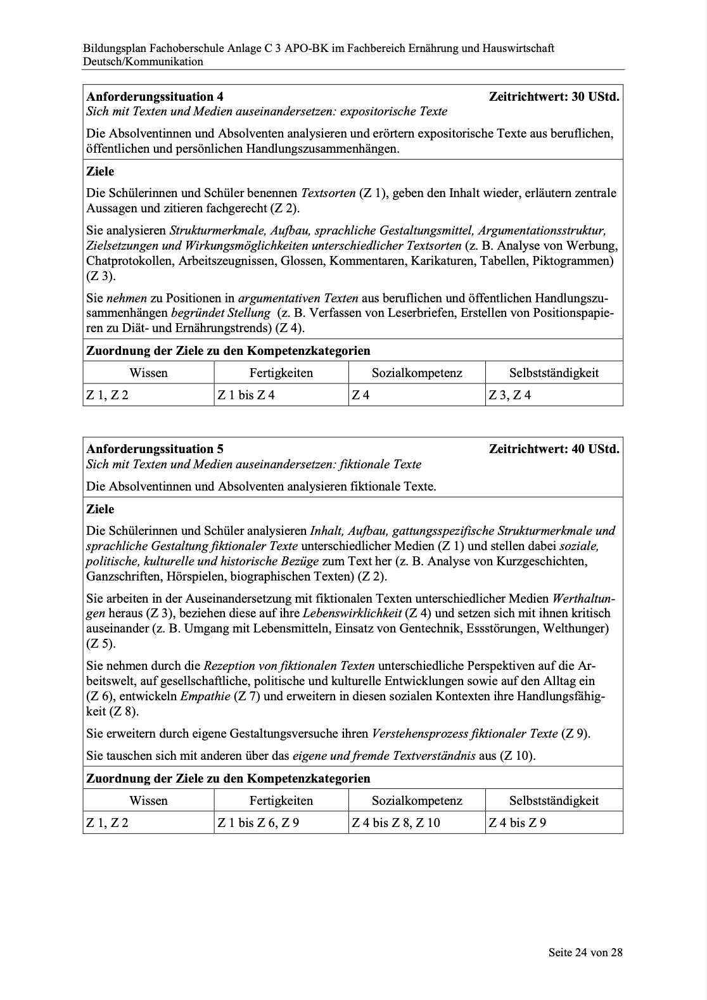 Bildungsplan Fachoberschule Anlage C 3 APO-BK im Fachbereich Ernährung und Hauswirtschaft
Deutsch/Kommunikation
Anforderungssituation 4 Zeitrichtwert: 30 UStd.
Sich mit Texten und Medien auseinandersetzen: expositorische Texte
Die Absolventinnen und Absolventen analysieren und erörtern expositorische Texte aus beruflichen,
öffentlichen und persönlichen Handlungszusammenhängen.
Ziele
Die Schülerinnen und Schüler benennen Textsorten (Z 1), geben den Inhalt wieder, erläutern zentrale
Aussagen und zitieren fachgerecht (Z 2).
Sie analysieren Strukturmerkmale, Aufbau, sprachliche Gestaltungsmittel, Argumentationsstruktur,
Zielsetzungen und Wirkungsmöglichkeiten unterschiedlicher Textsorten (z. B. Analyse von Werbung,
Chatprotokollen, Arbeitszeugnissen, Glossen, Kommentaren, Karikaturen, Tabellen, Piktogrammen)
(Z 3).
Sie nehmen zu Positionen in argumentativen Texten aus beruflichen und öffentlichen Handlungszu-
sammenhängen begründet Stellung (z. B. Verfassen von Leserbriefen, Erstellen von Positionspapie-
ren zu Diät- und Ernährungstrends) (Z 4).
Zuordnung der Ziele zu den Kompetenzkategorien
Wissen Fertigkeiten Sozialkompetenz Selbstständigkeit
Z 1, Z 2 Z 1 bis Z 4 Z 4 Z 3, Z 4
Anforderungssituation 5 Zeitrichtwert: 40 UStd.
Sich mit Texten und Medien auseinandersetzen: fiktionale Texte
Die Absolventinnen und Absolventen analysieren fiktionale Texte.
Ziele
Die Schülerinnen und Schüler analysieren Inhalt, Aufbau, gattungsspezifische Strukturmerkmale und
sprachliche Gestaltung fiktionaler Texte unterschiedlicher Medien (Z 1) und stellen dabei soziale,
politische, kulturelle und historische Bezüge zum Text her (z. B. Analyse von Kurzgeschichten,
Ganzschriften, Hörspielen, biographischen Texten) (Z 2).
Sie arbeiten in der Auseinandersetzung mit fiktionalen Texten unterschiedlicher Medien Werthaltun-
gen heraus (Z 3), beziehen diese auf ihre Lebenswirklichkeit (Z 4) und setzen sich mit ihnen kritisch
auseinander (z. B. Umgang mit Lebensmitteln, Einsatz von Gentechnik, Essstörungen, Welthunger)
(Z 5).
Sie nehmen durch die Rezeption von fiktionalen Texten unterschiedliche Perspektiven auf die Ar-
beitswelt, auf gesellschaftliche, politische und kulturelle Entwicklungen sowie auf den Alltag ein
(Z 6), entwickeln Empathie (Z 7) und erweitern in diesen sozialen Kontexten ihre Handlungsfähig-
keit (Z 8).
Sie erweitern durch eigene Gestaltungsversuche ihren Verstehensprozess fiktionaler Texte (Z 9).
Sie tauschen sich mit anderen über das eigene und fremde Textverständnis aus (Z 10).
Zuordnung der Ziele zu den Kompetenzkategorien
Wissen Fertigkeiten Sozialkompetenz Selbstständigkeit
Z 1, Z 2 Z 1 bis Z 6, Z 9 Z 4 bis Z 8, Z 10 Z 4 bis Z 9
Seite 24 von 28